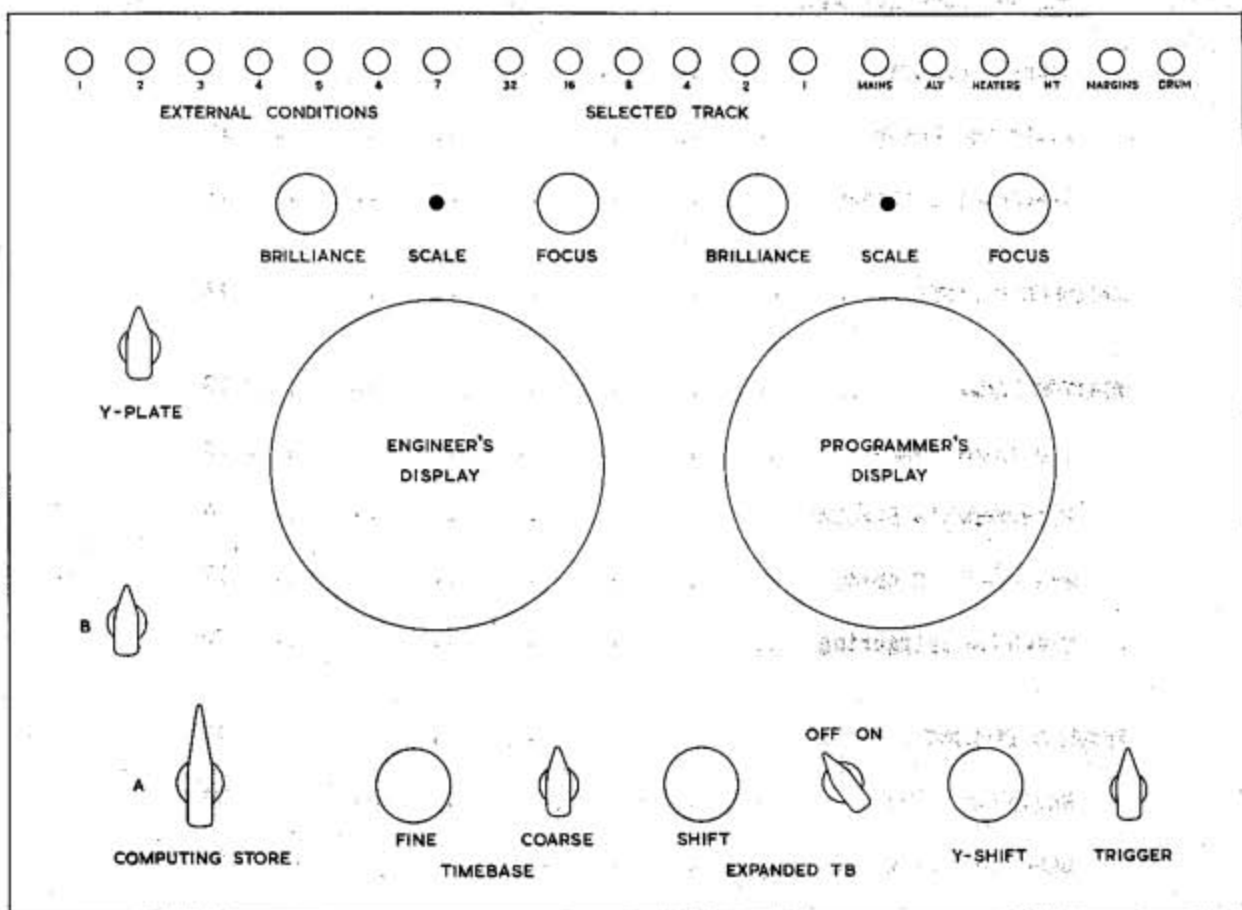 1 2 3 4 5 6 7 32 16 8 4 2 1 MAINS ALY HEATERS HT MARGINS DRUM
EXTERNAL CONDITIONS SELECTED TRACK
BRILLIANCE SCALE FOCUS BRILLIANCE SCALE FOCUS
Y-PLATE
ENGINEER'S
DISPLAY
PROGRAMMER'S
DISPLAY
B
OFF ON
A
FINE COARSE SHIFT Y-SHIFT TRIGGER
COMPUTING STORE.
TIMEBASE EXPANDED TB